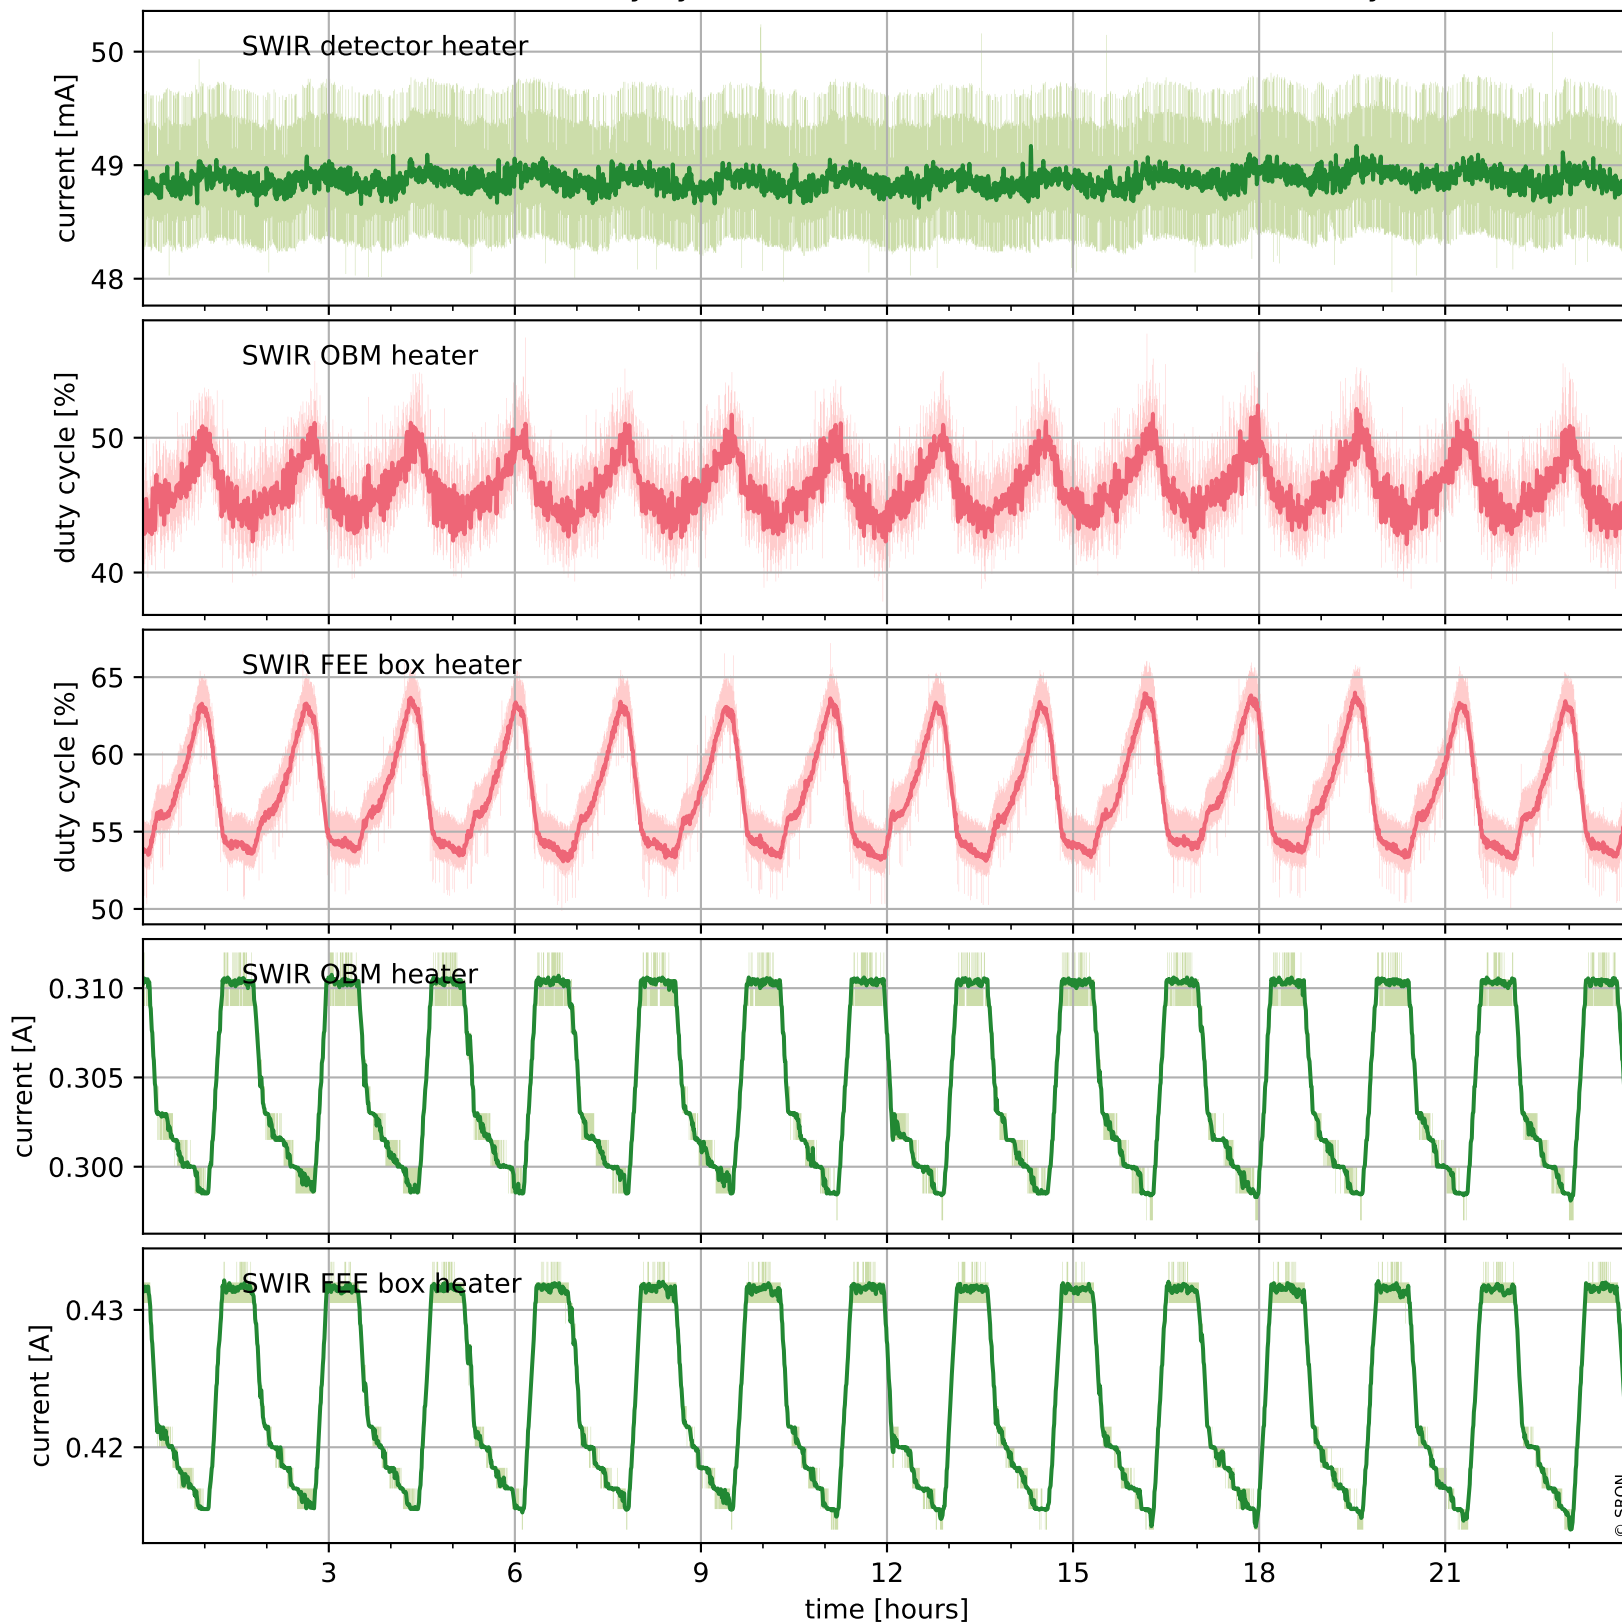 SWIR detector heater
current [mA]
50
49
48
SWIR OBM heater
duty cycle [%]
50
40
SWIR FEE box heater
duty cycle [%]
65
60
55
50
SWIR OBM heater
current [A]
0.310
0.305
0.300
SWIR FEE box heater
current [A]
0.43
0.42
3 6 9 12 15 18 21
time [hours]
© SRON